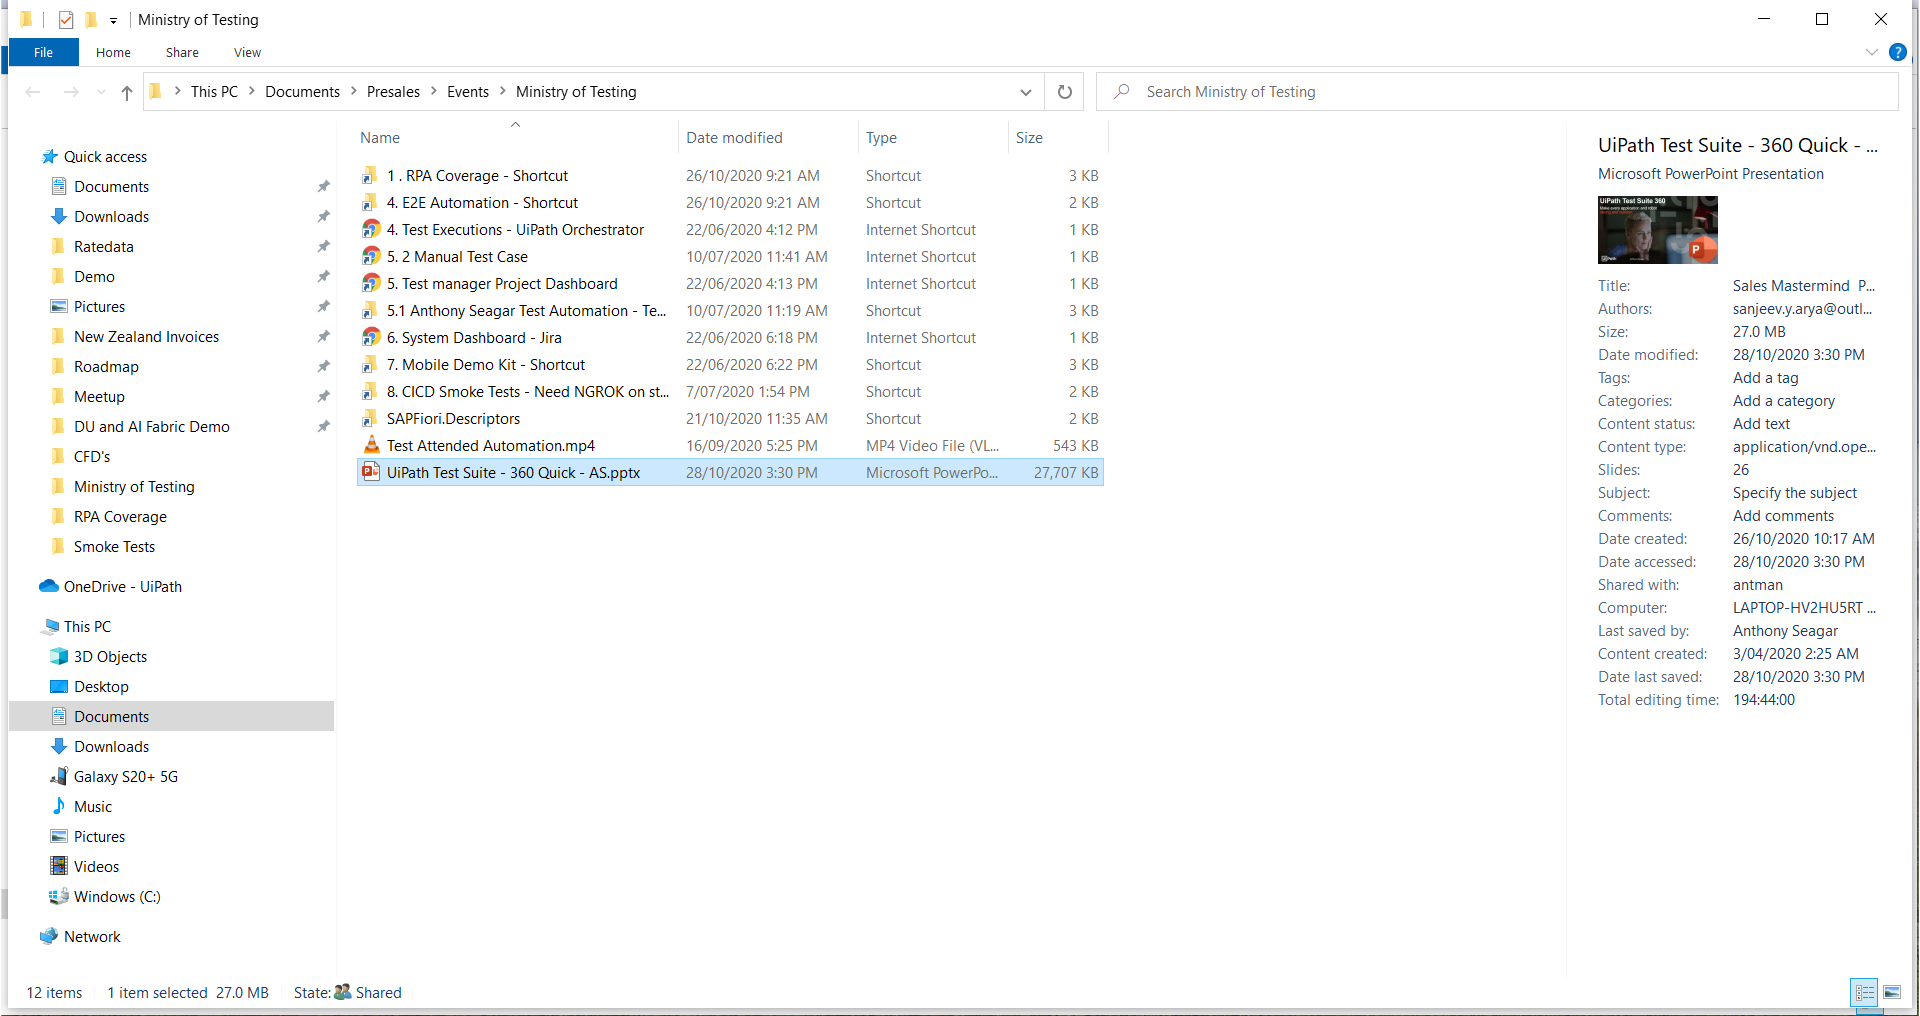 Ministry of Testing
File Home Share View
This PC Documents Presales Events Ministry of Testing Search Ministry of Testing
Quick access
Documents
Downloads
Ratedata
Demo
Pictures
New Zealand Invoices
Roadmap
Meetup
DU and AI Fabric Demo
CFD's
Ministry of Testing
RPA Coverage
Smoke Tests
OneDrive - UiPath
This PC
3D Objects
Desktop
Documents
Downloads
Galaxy S20+ 5G
Music
Pictures
Videos
Windows (C:)
Network
Name Date modified Type Size
1 . RPA Coverage - Shortcut 26/10/2020 9:21 AM Shortcut 3 KB
4. E2E Automation - Shortcut 26/10/2020 9:21 AM Shortcut 2 KB
4. Test Executions - UiPath Orchestrator 22/06/2020 4:12 PM Internet Shortcut 1 KB
5. 2 Manual Test Case 10/07/2020 11:41 AM Internet Shortcut 1 KB
5. Test manager Project Dashboard 22/06/2020 4:13 PM Internet Shortcut 1 KB
5.1 Anthony Seagar Test Automation - Te... 10/07/2020 11:19 AM Shortcut 3 KB
6. System Dashboard - Jira 22/06/2020 6:18 PM Internet Shortcut 1 KB
7. Mobile Demo Kit - Shortcut 22/06/2020 6:22 PM Shortcut 3 KB
8. CICD Smoke Tests - Need NGROK on st... 7/07/2020 1:54 PM Shortcut 2 KB
SAPFiori.Descriptors 21/10/2020 11:35 AM Shortcut 2 KB
Test Attended Automation.mp4 16/09/2020 5:25 PM MP4 Video File (VL... 543 KB
UiPath Test Suite - 360 Quick - AS.pptx 28/10/2020 3:30 PM Microsoft PowerPo... 27,707 KB
UiPath Test Suite - 360 Quick - ...
Microsoft PowerPoint Presentation
UiPath Test Suite 360
Title: Sales Mastermind P...
Authors: sanjeev.y.arya@outl...
Size: 27.0 MB
Date modified: 28/10/2020 3:30 PM
Tags: Add a tag
Categories: Add a category
Content status: Add text
Content type: application/vnd.ope...
Slides: 26
Subject: Specify the subject
Comments: Add comments
Date created: 26/10/2020 10:17 AM
Date accessed: 28/10/2020 3:30 PM
Shared with: antman
Computer: LAPTOP-HV2HU5RT ...
Last saved by: Anthony Seagar
Content created: 3/04/2020 2:25 AM
Date last saved: 28/10/2020 3:30 PM
Total editing time: 194:44:00
12 items 1 item selected 27.0 MB State: Shared